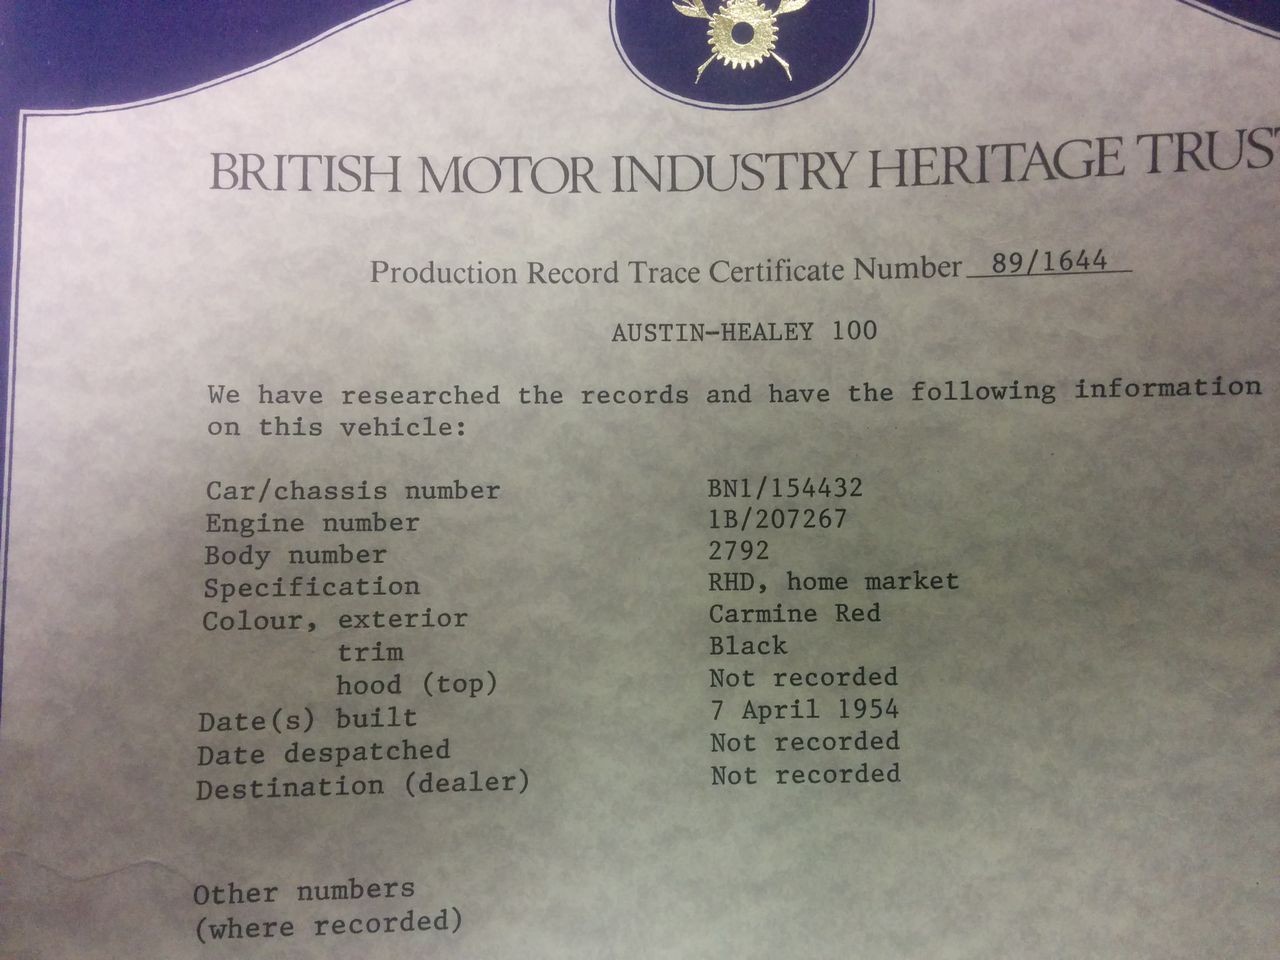 BRITISH MOTOR INDUSTRY HERITAGE TRUST
Production Record Trace Certificate Number 89/1644
AUSTIN-HEALEY 100
We have researched the records and have the following information
on this vehicle:
Car/chassis number BN1/154432
Engine number 1B/207267
Body number 2792
Specification RHD, home market
Colour, exterior Carmine Red
trim Black
hood (top) Not recorded
Date(s) built 7 April 1954
Date despatched Not recorded
Destination (dealer) Not recorded
Other numbers
(where recorded)